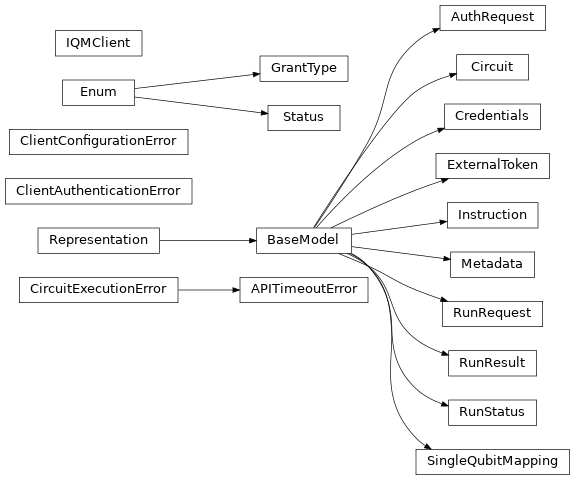 IQMClient
Enum
ClientConfigurationError
ClientAuthenticationError
Representation
CircuitExecutionError
GrantType
Status
BaseModel
APITimeoutError
AuthRequest
Circuit
Credentials
ExternalToken
Instruction
Metadata
RunRequest
RunResult
RunStatus
SingleQubitMapping